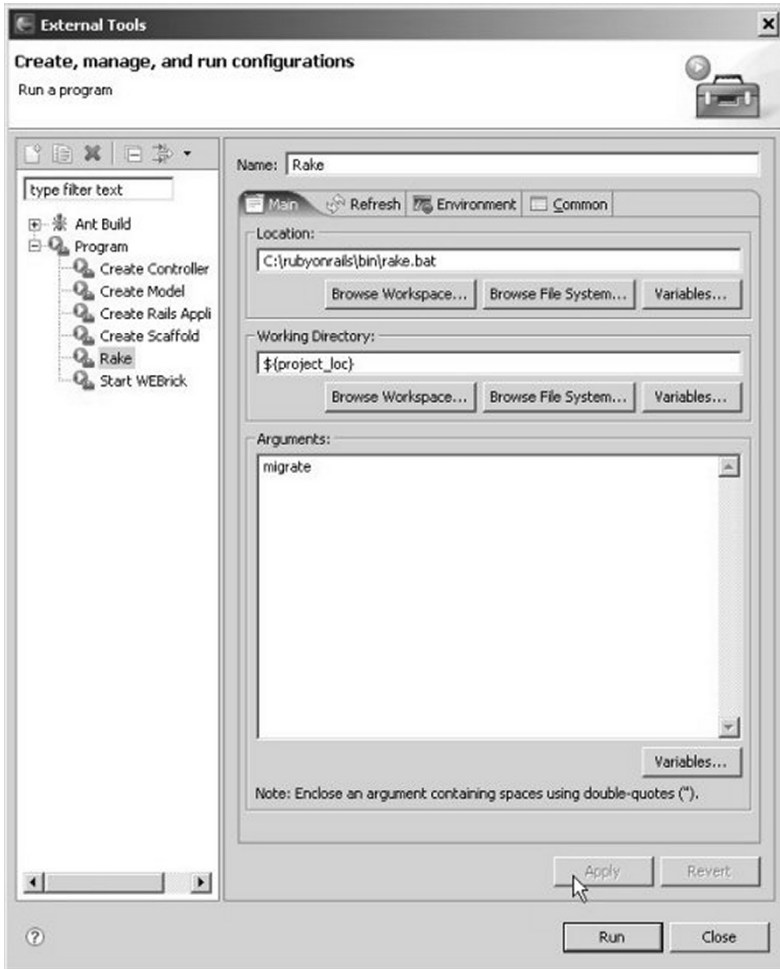 External Tools
Create, manage, and run configurations
Run a program
type filter text
Ant Build
Program
Create Controller
Create Model
Create Rails Appli
Create Scaffold
Rake
Start WEBrick
Name: Rake
Main Refresh Environment Common
Location:
C:\rubyonrails\bin\rake.bat
Browse Workspace... Browse File System... Variables...
Working Directory:
${project_loc}
Browse Workspace... Browse File System... Variables...
Arguments:
migrate
Variables...
Note: Enclose an argument containing spaces using double-quotes (").
Apply Revert
Run Close